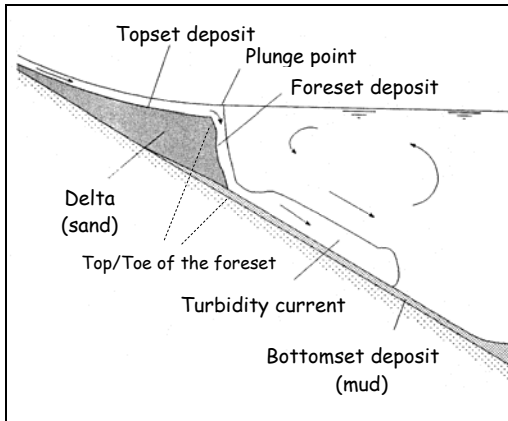 Topset deposit
Plunge point
Foreset deposit
Delta
(sand)
Top/Toe of the foreset
Turbidity current
Bottomset deposit
(mud)